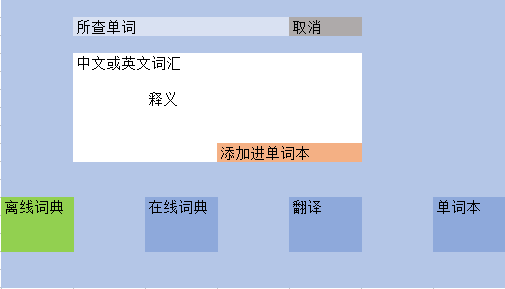 所查单词 取消
中文或英文词汇
释义
添加进单词本
离线词典 在线词典 翻译 单词本